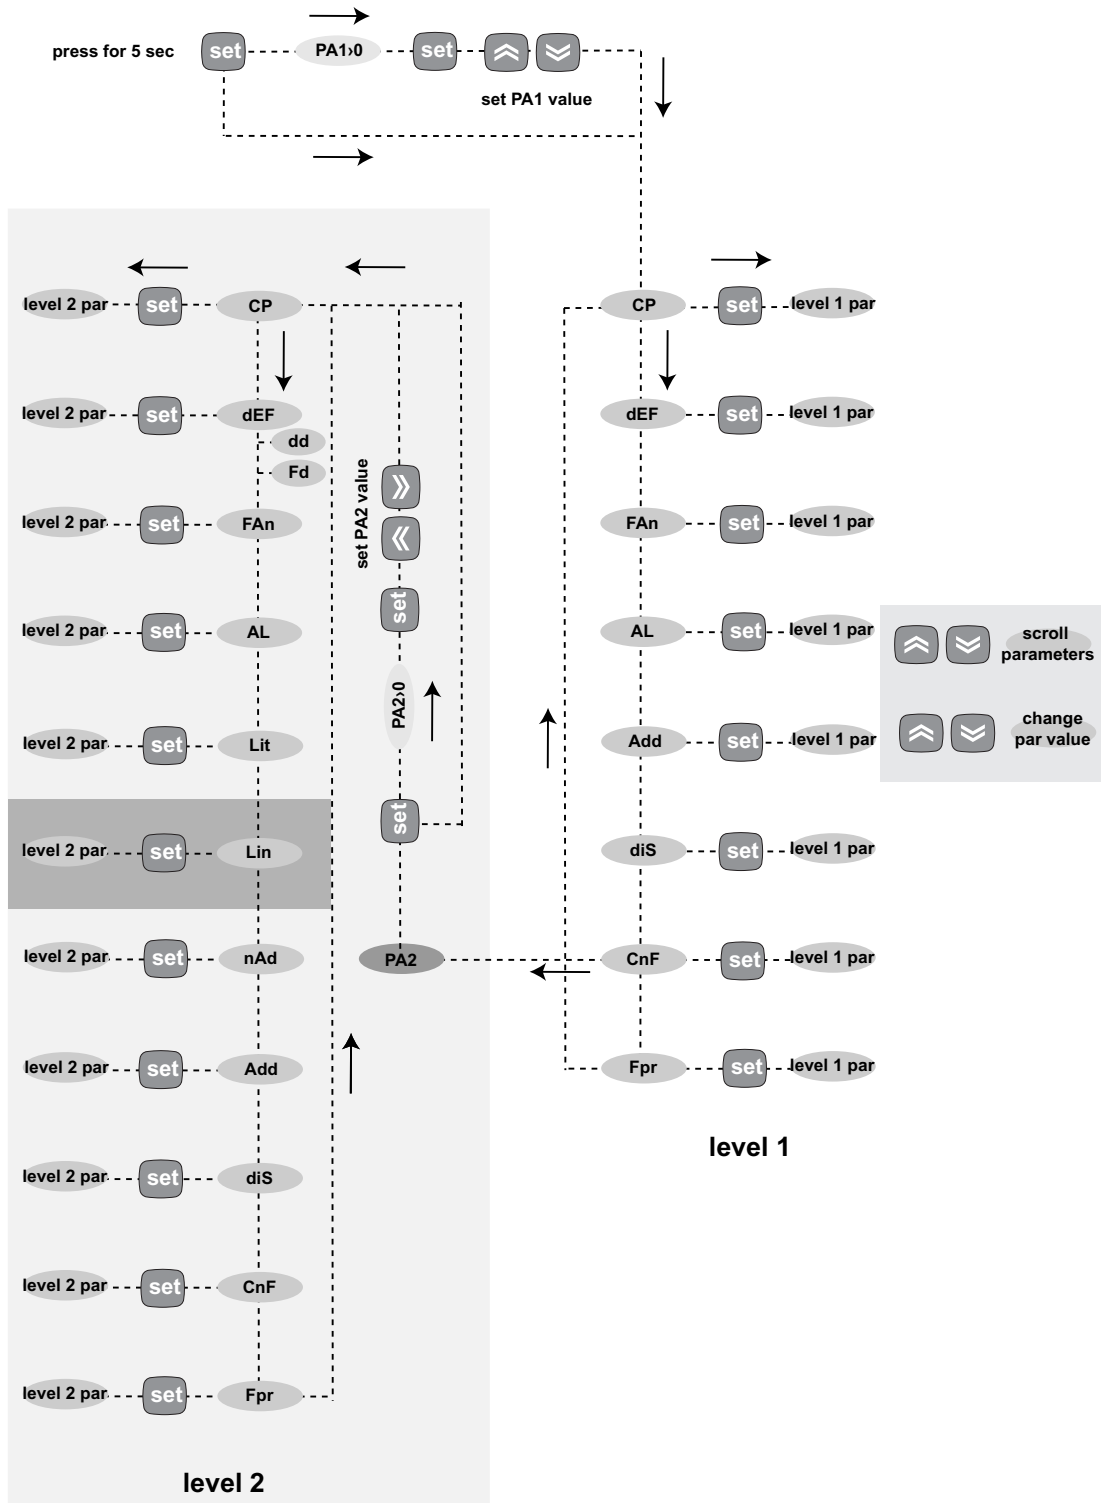 press for 5 sec set PA1›0 set
set PA1 value
level 2 par set CP
level 2 par set dEF
dd
Fd
level 2 par set FAn
level 2 par set AL
level 2 par set Lit
level 2 par set Lin
level 2 par set nAd
level 2 par set Add
level 2 par set diS
level 2 par set CnF
level 2 par set Fpr
level 2
set PA2 value
set
PA2›0
set
PA2
CP set level 1 par
dEF set level 1 par
FAn set level 1 par
AL set level 1 par
Add set level 1 par
diS set level 1 par
CnF set level 1 par
Fpr set level 1 par
level 1
scroll
parameters
change
par value